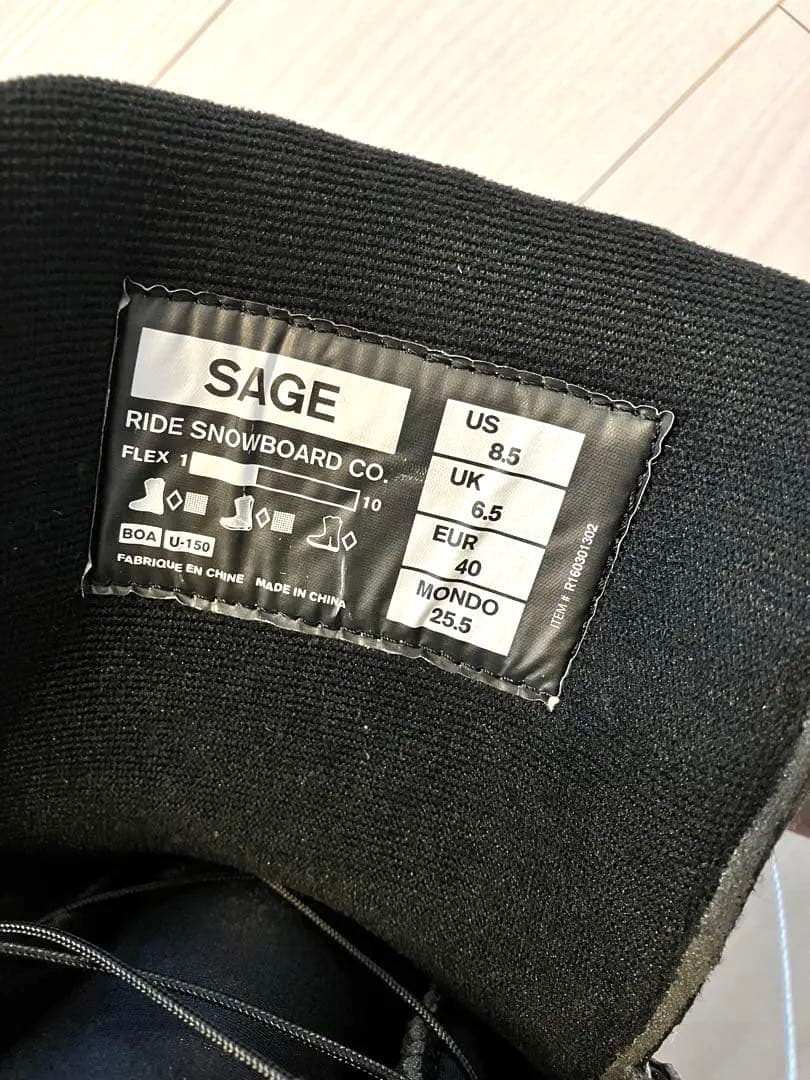 SAGE
RIDE SNOWBOARD CO.
FLEX 1 10
BOA U-150
FABRIQUE EN CHINE MADE IN CHINA
US
8.5
UK
6.5
EUR
40
MONDO
25.5
ITEM # R160301302